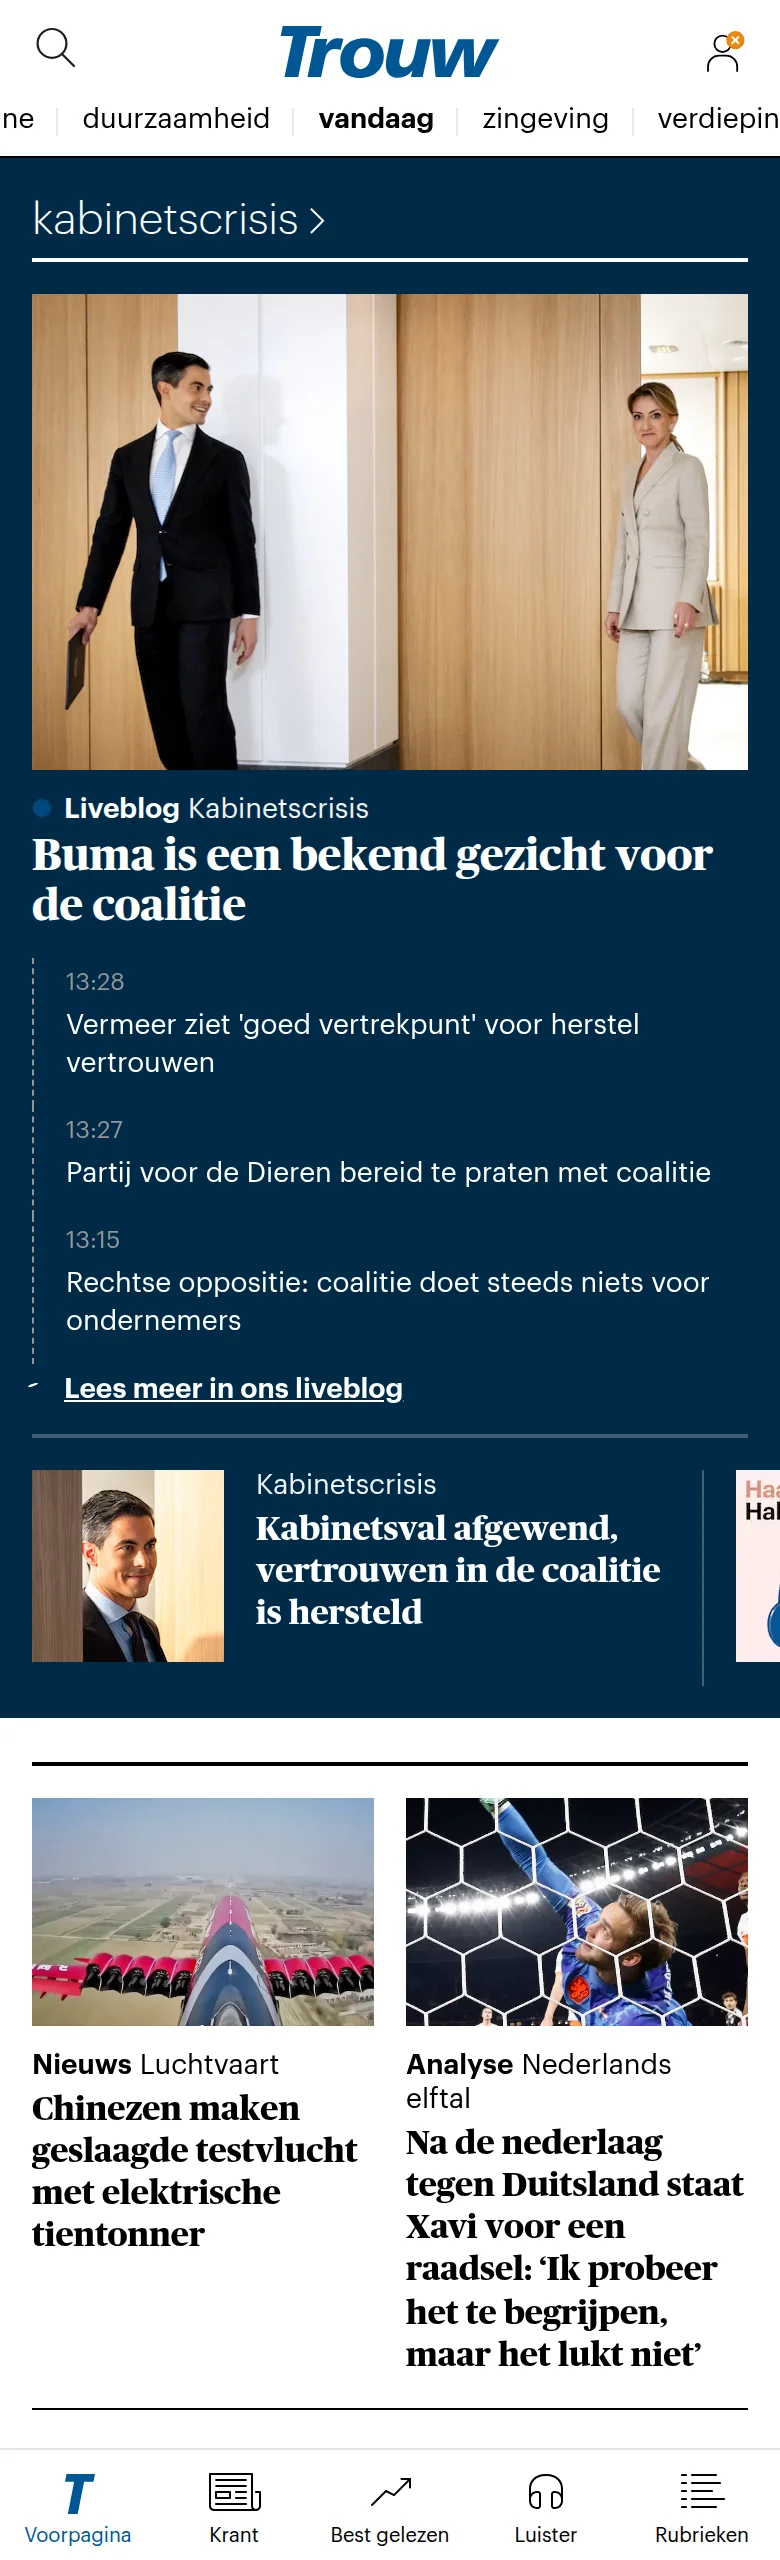 Trouw
ne
duurzaamheid
vandaag
zingeving
verdiepin
kabinetscrisis
Liveblog Kabinetscrisis
Buma is een bekend gezicht voor
de coalitie
13:28
Vermeer ziet 'goed vertrekpunt' voor herstel
vertrouwen
13:27
Partij voor de Dieren bereid te praten met coalitie
13:15
Rechtse oppositie: coalitie doet steeds niets voor
ondernemers
Lees meer in ons liveblog
Kabinetscrisis
Kabinetsval afgewend,
vertrouwen in de coalitie
is hersteld
Haa
Hal
Nieuws Luchtvaart
Chinezen maken
geslaagde testvlucht
met elektrische
tientonner
Analyse Nederlands
elftal
Na de nederlaag
tegen Duitsland staat
Xavi voor een
raadsel: ‘Ik probeer
het te begrijpen,
maar het lukt niet’
T
Voorpagina
Krant
Best gelezen
Luister
Rubrieken